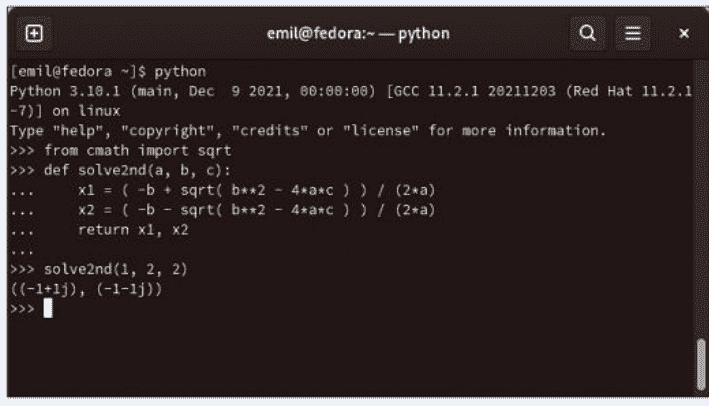 emil@fedora:~ — python
[emil@fedora ~]$ python
Python 3.10.1 (main, Dec  9 2021, 00:00:00) [GCC 11.2.1 20211203 (Red Hat 11.2.1
-7)] on linux
Type "help", "copyright", "credits" or "license" for more information.
>>> from cmath import sqrt
>>> def solve2nd(a, b, c):
...     x1 = ( -b + sqrt( b**2 - 4*a*c ) ) / (2*a)
...     x2 = ( -b - sqrt( b**2 - 4*a*c ) ) / (2*a)
...     return x1, x2
...
>>> solve2nd(1, 2, 2)
((-1+1j), (-1-1j))
>>>